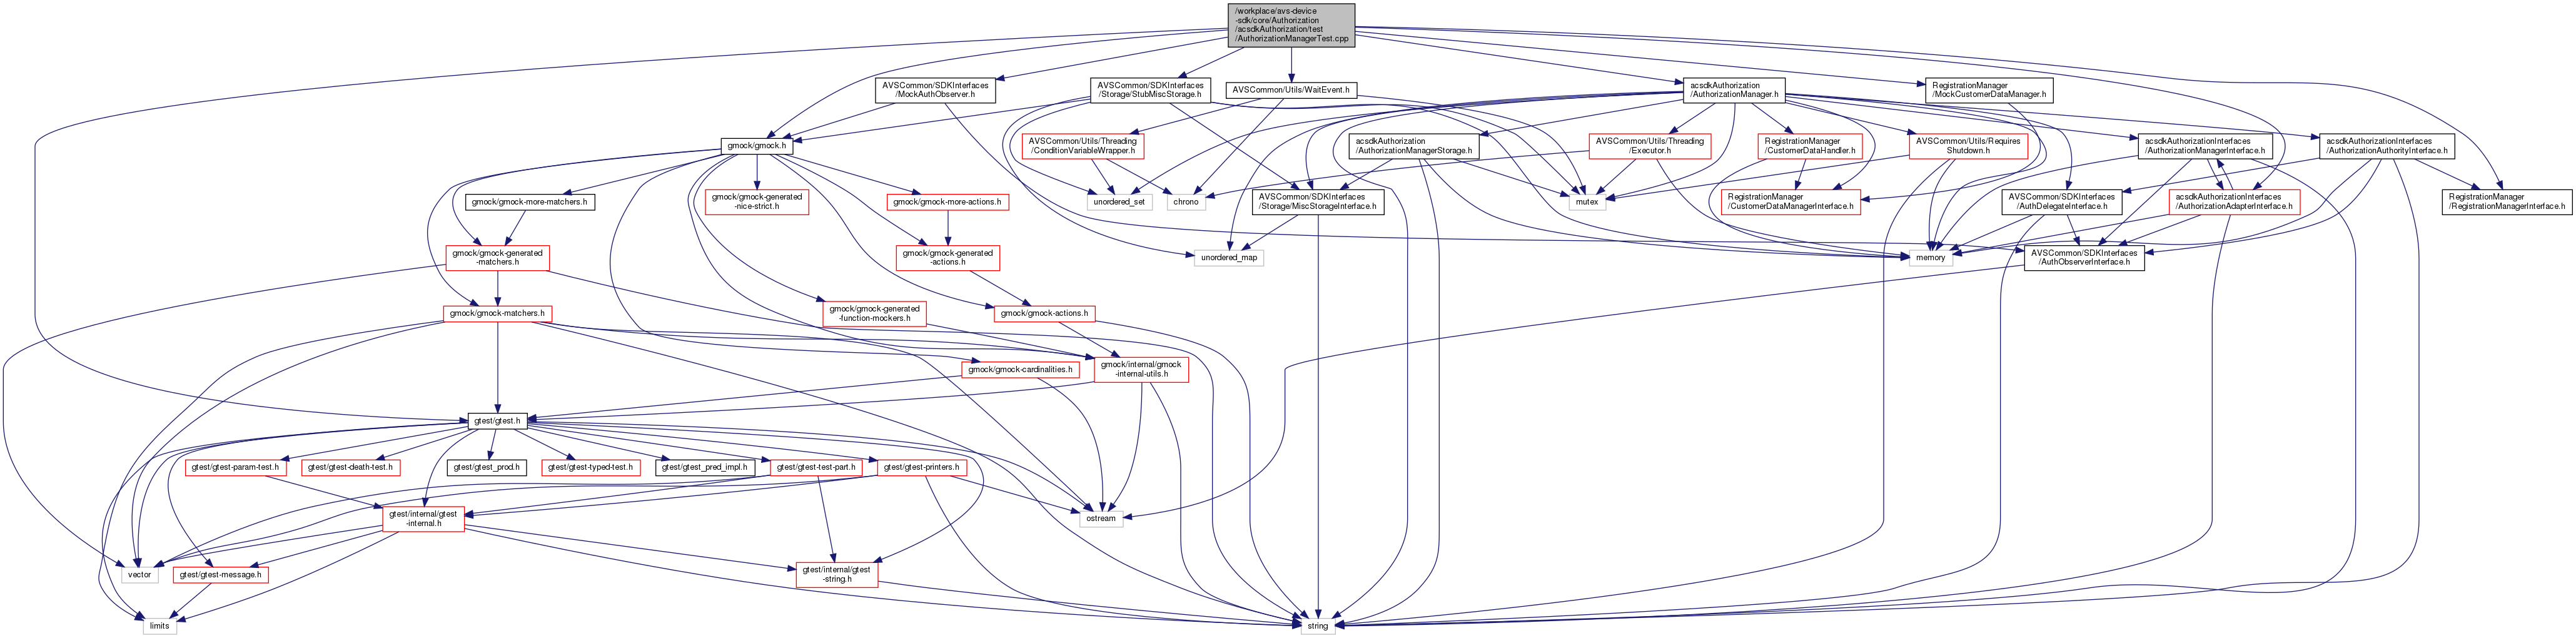 /workplace/avs-device
-sdk/core/Authorization
/acsdkAuthorization/test
/AuthorizationManagerTest.cpp
AVSCommon/SDKInterfaces
/MockAuthObserver.h
AVSCommon/SDKInterfaces
/Storage/StubMiscStorage.h
AVSCommon/Utils/WaitEvent.h
acsdkAuthorization
/AuthorizationManager.h
RegistrationManager
/MockCustomerDataManager.h
gmock/gmock.h
AVSCommon/Utils/Threading
/ConditionVariableWrapper.h
acsdkAuthorization
/AuthorizationManagerStorage.h
AVSCommon/Utils/Threading
/Executor.h
RegistrationManager
/CustomerDataHandler.h
AVSCommon/Utils/Requires
Shutdown.h
acsdkAuthorizationInterfaces
/AuthorizationManagerInterface.h
acsdkAuthorizationInterfaces
/AuthorizationAuthorityInterface.h
gmock/gmock-more-matchers.h
gmock/gmock-generated
-nice-strict.h
gmock/gmock-more-actions.h
unordered_set
chrono
AVSCommon/SDKInterfaces
/Storage/MiscStorageInterface.h
mutex
RegistrationManager
/CustomerDataManagerInterface.h
AVSCommon/SDKInterfaces
/AuthDelegateInterface.h
acsdkAuthorizationInterfaces
/AuthorizationAdapterInterface.h
RegistrationManager
/RegistrationManagerInterface.h
gmock/gmock-generated
-matchers.h
gmock/gmock-generated
-actions.h
unordered_map
memory
AVSCommon/SDKInterfaces
/AuthObserverInterface.h
gmock/gmock-matchers.h
gmock/gmock-generated
-function-mockers.h
gmock/gmock-actions.h
gmock/gmock-cardinalities.h
gmock/internal/gmock
-internal-utils.h
gtest/gtest.h
gtest/gtest-param-test.h
gtest/gtest-death-test.h
gtest/gtest_prod.h
gtest/gtest-typed-test.h
gtest/gtest_pred_impl.h
gtest/gtest-test-part.h
gtest/gtest-printers.h
gtest/internal/gtest
-internal.h
ostream
vector
gtest/gtest-message.h
gtest/internal/gtest
-string.h
limits
string